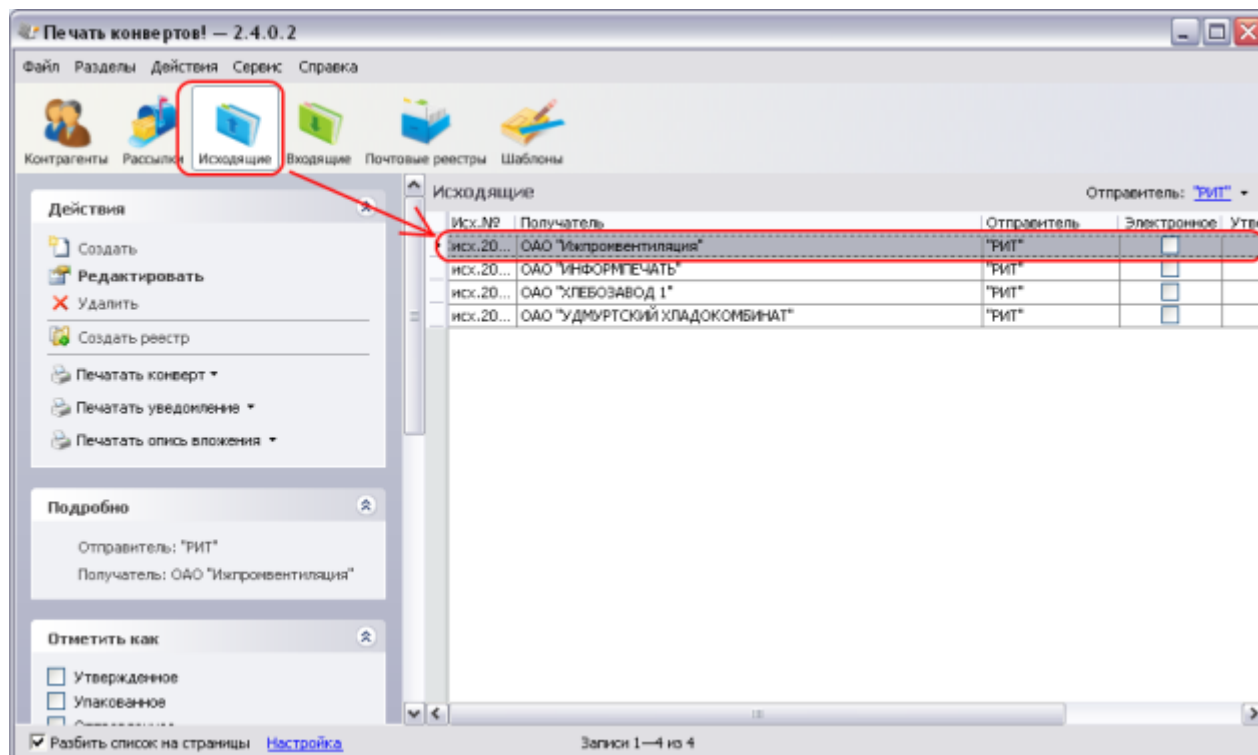 Печать конвертов! — 2.4.0.2
Файл Разделы Действия Сервис Справка
Контрагенты Рассылки Исходящие Входящие Почтовые реестры Шаблоны
Действия
Создать
Редактировать
Удалить
Создать реестр
Печатать конверт
Печатать уведомление
Печатать опись вложения
Подробно
Отправитель: "РИТ"
Получатель: ОАО "Ижпромвентиляция"
Отметить как
Утвержденное
Упакованное
Исходящие Отправитель: "РИТ"
Исх.№ Получатель Отправитель Электронное Утв
исх.20... ОАО "Ижпромвентиляция" "РИТ"
исх.20... ОАО "ИНФОРМПЕЧАТЬ" "РИТ"
исх.20... ОАО "ХЛЕБОЗАВОД 1" "РИТ"
исх.20... ОАО "УДМУРТСКИЙ ХЛАДОКОМБИНАТ" "РИТ"
Разбить список на страницы Настройка Записи 1—4 из 4